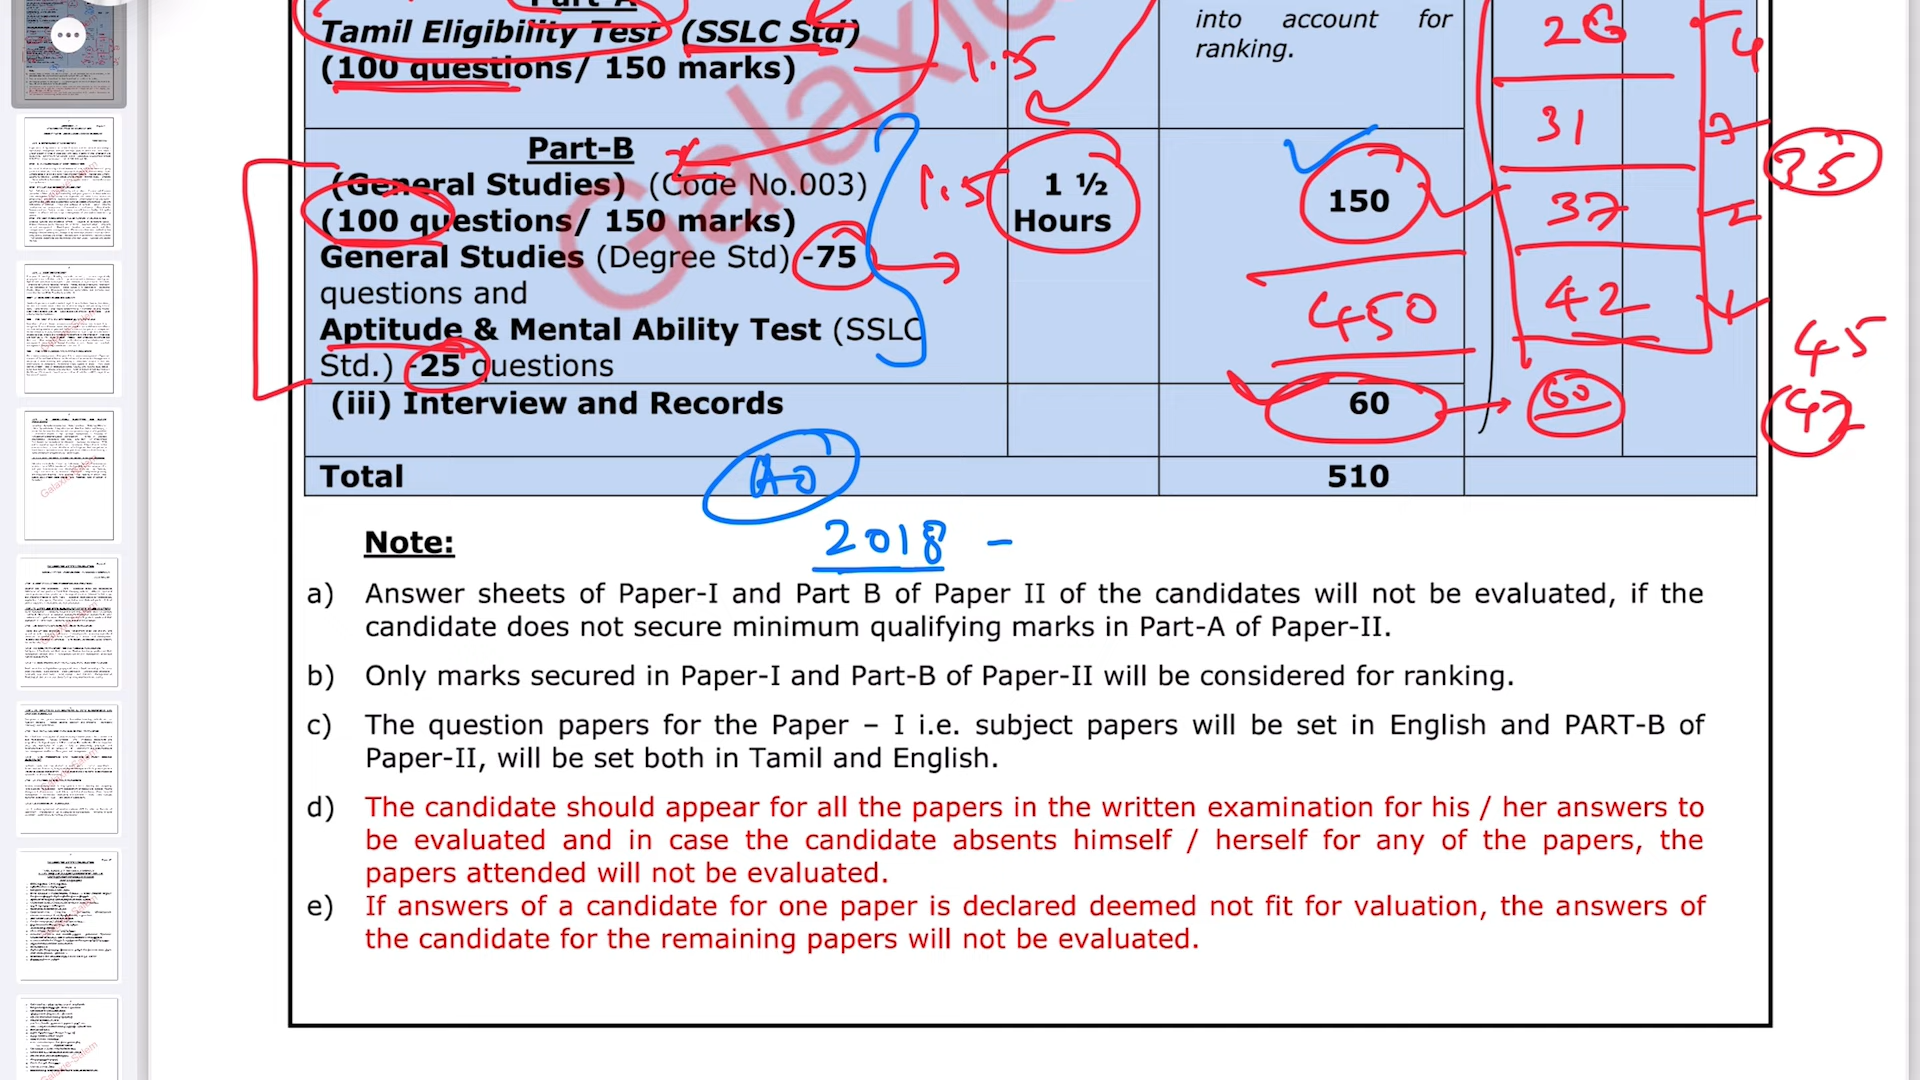 Part-A
Tamil Eligibility Test (SSLC Std)
(100 questions/ 150 marks)
1.5
into account for
ranking.
26
4
31
Part-B
(General Studies) (Code No.003)
(100 questions/ 150 marks)
General Studies (Degree Std) -75
questions and
Aptitude & Mental Ability Test (SSLC
Std.) -25 questions
1.5
1 ½
Hours
150
37
35
450
42
45
(iii) Interview and Records
60
60
42
Total
510
AO
2018 -
Note:
a) Answer sheets of Paper-I and Part B of Paper II of the candidates will not be evaluated, if the
candidate does not secure minimum qualifying marks in Part-A of Paper-II.
b) Only marks secured in Paper-I and Part-B of Paper-II will be considered for ranking.
c) The question papers for the Paper – I i.e. subject papers will be set in English and PART-B of
Paper-II, will be set both in Tamil and English.
d) The candidate should appear for all the papers in the written examination for his / her answers to
be evaluated and in case the candidate absents himself / herself for any of the papers, the
papers attended will not be evaluated.
e) If answers of a candidate for one paper is declared deemed not fit for valuation, the answers of
the candidate for the remaining papers will not be evaluated.